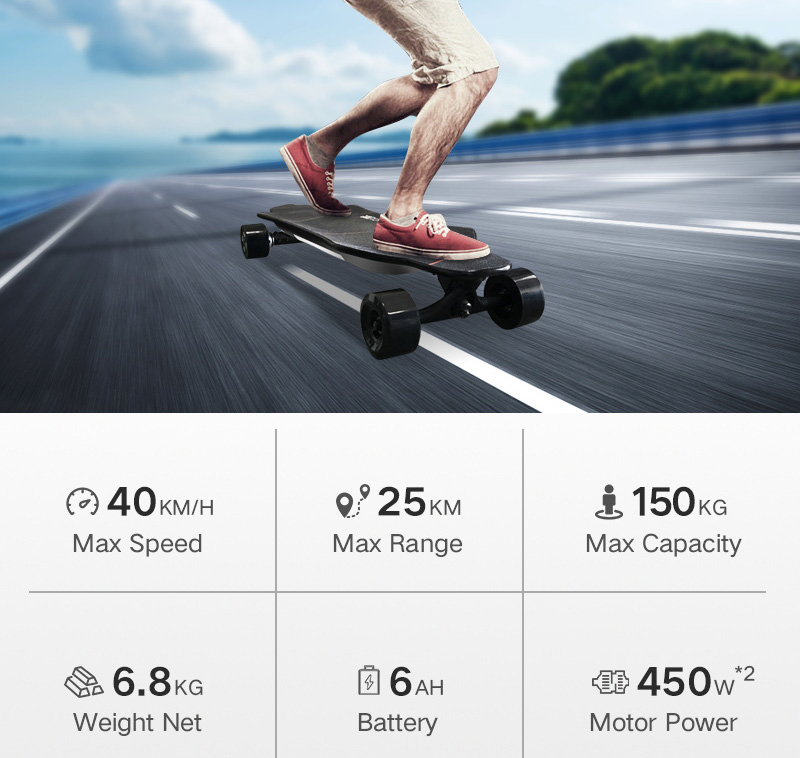 40KM/H
Max Speed
25KM
Max Range
150KG
Max Capacity
6.8KG
Weight Net
6AH
Battery
450W*2
Motor Power